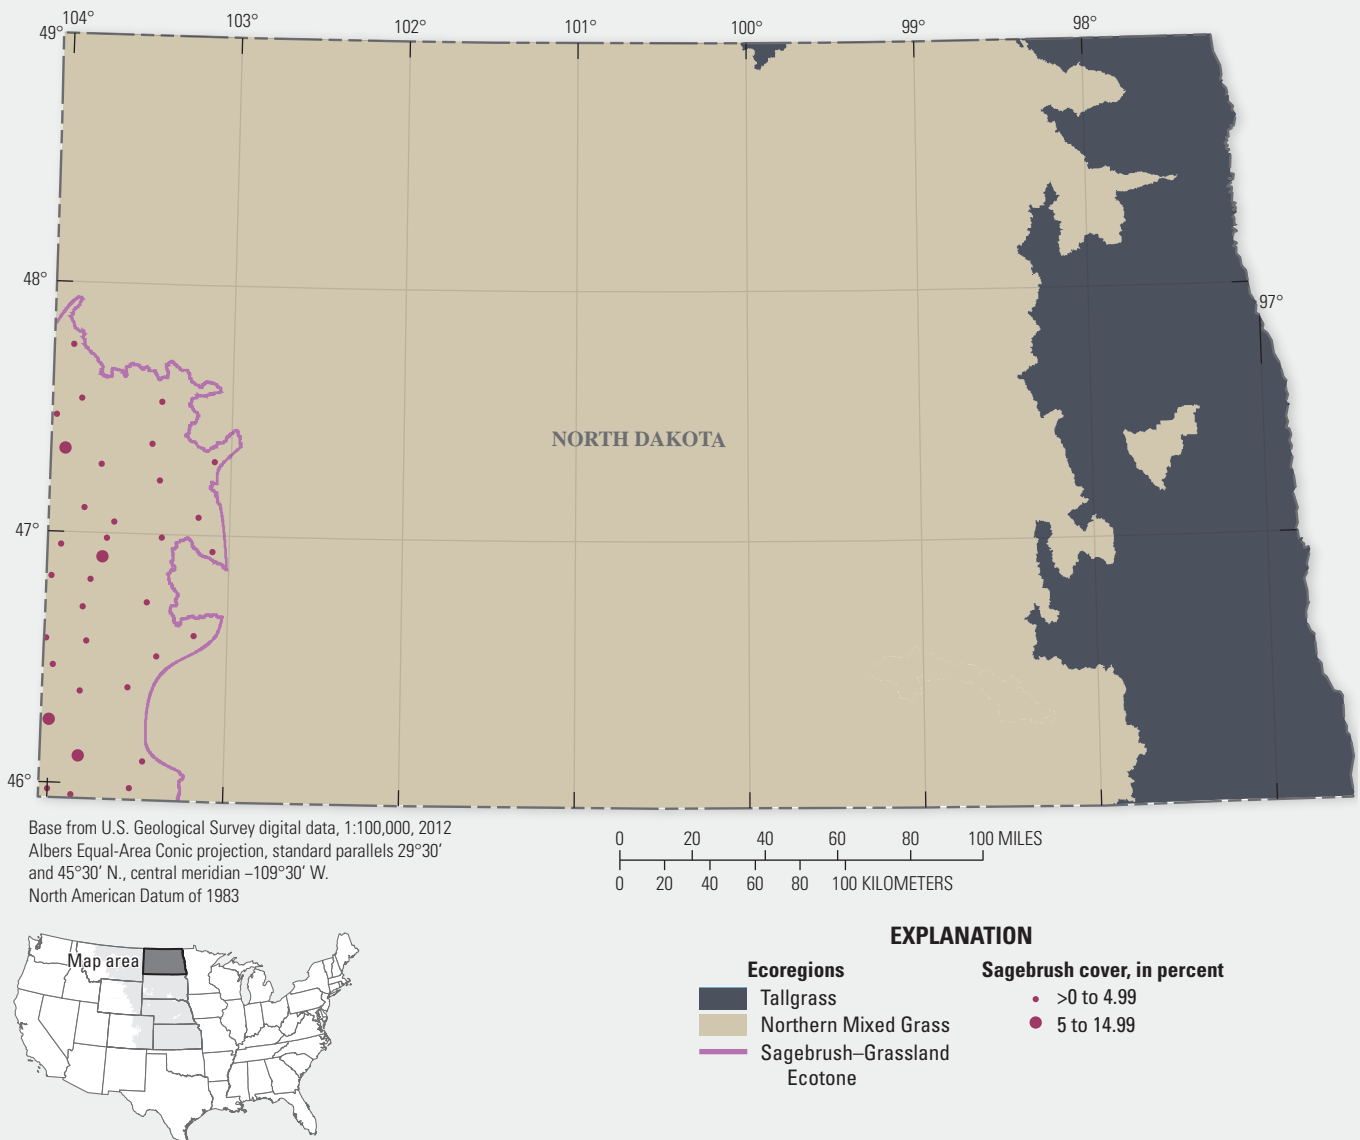 104°
103°
102°
101°
100°
99°
98°
49°
48°
97°
NORTH DAKOTA
47°
46°
Base from U.S. Geological Survey digital data, 1:100,000, 2012
Albers Equal-Area Conic projection, standard parallels 29°30′
and 45°30′ N., central meridian −109°30′ W.
North American Datum of 1983
0 20 40 60 80 100 MILES
0 20 40 60 80 100 KILOMETERS
Map area
EXPLANATION
Ecoregions
Tallgrass
Northern Mixed Grass
Sagebrush–Grassland
Ecotone
Sagebrush cover, in percent
>0 to 4.99
5 to 14.99